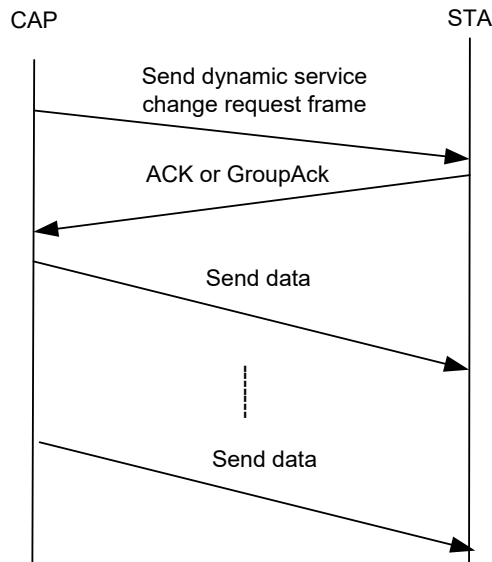 CAP
STA
Send dynamic service
change request frame
ACK or GroupAck
Send data
Send data